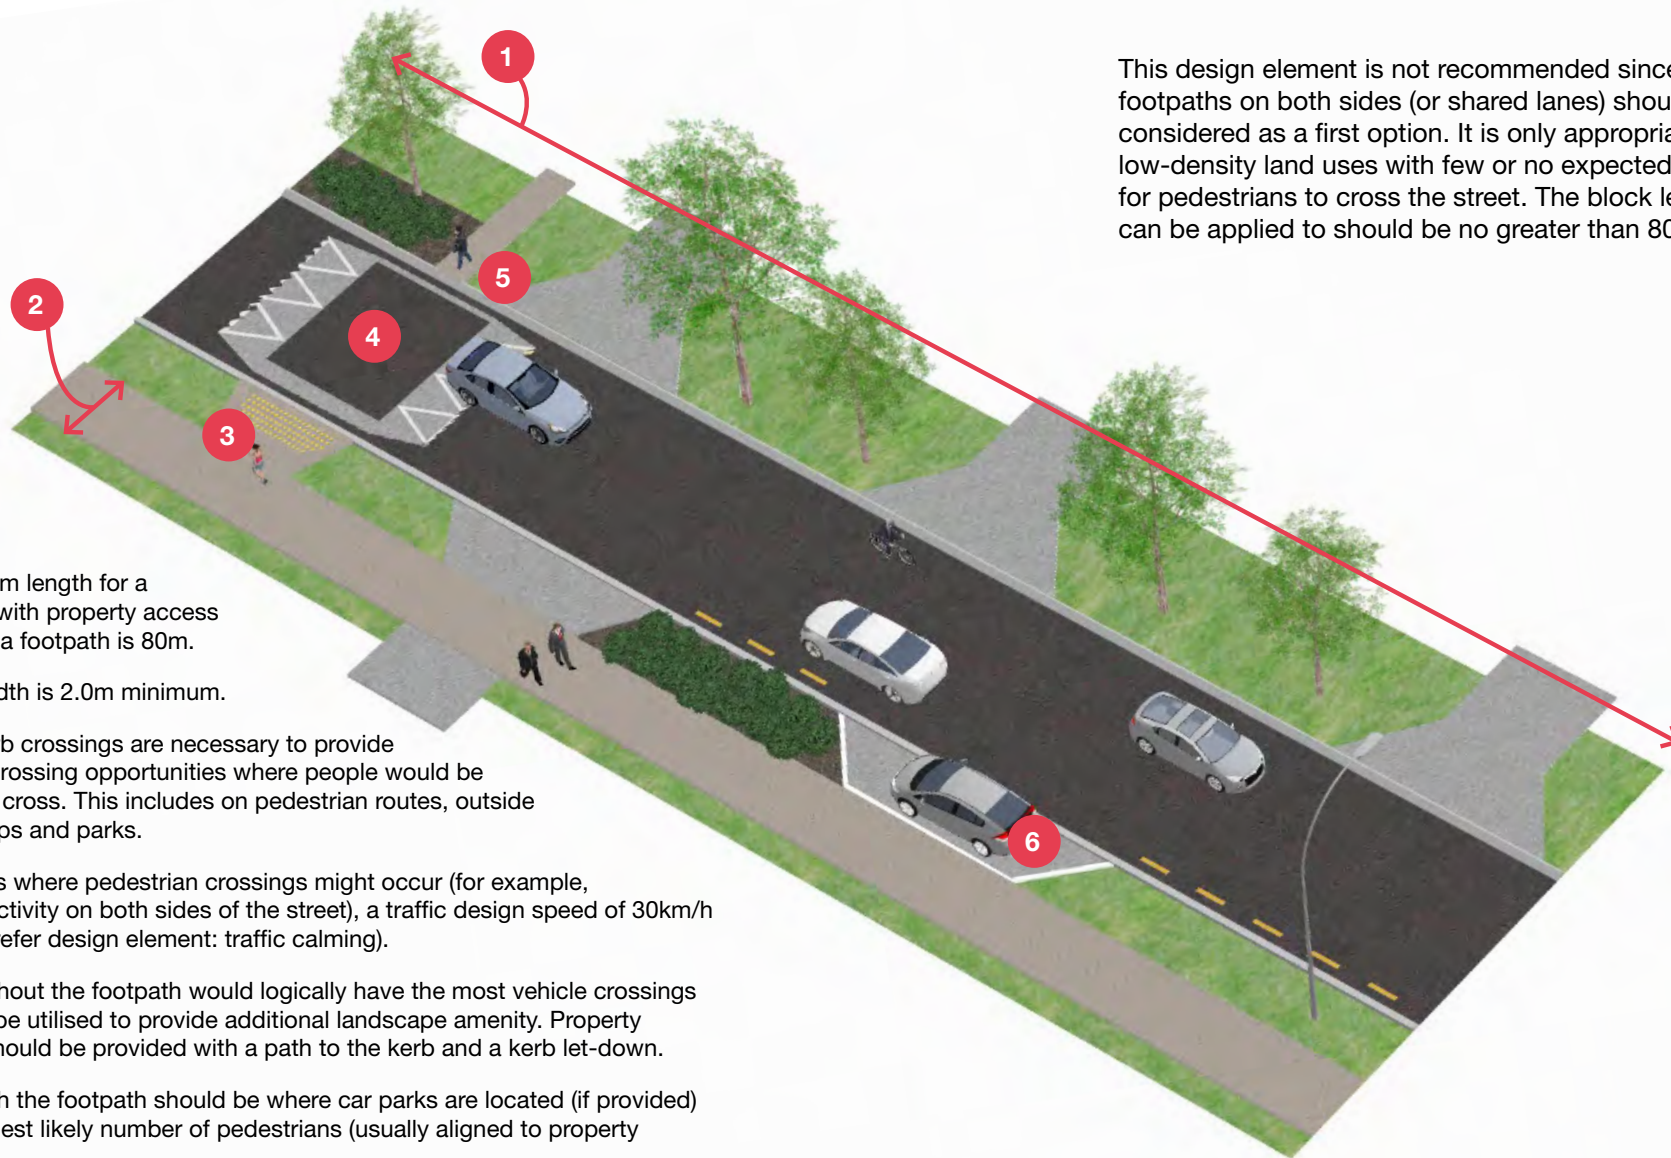 1
This design element is not recommended since
footpaths on both sides (or shared lanes) shou
considered as a first option. It is only appropria
low-density land uses with few or no expected
for pedestrians to cross the street. The block le
can be applied to should be no greater than 80
5
2
4
3
m length for a
with property access
a footpath is 80m.
dth is 2.0m minimum.
rb crossings are necessary to provide
rossing opportunities where people would be
cross. This includes on pedestrian routes, outside
ps and parks.
6
s where pedestrian crossings might occur (for example,
ctivity on both sides of the street), a traffic design speed of 30km/h
refer design element: traffic calming).
hout the footpath would logically have the most vehicle crossings
be utilised to provide additional landscape amenity. Property
hould be provided with a path to the kerb and a kerb let-down.
h the footpath should be where car parks are located (if provided)
est likely number of pedestrians (usually aligned to property